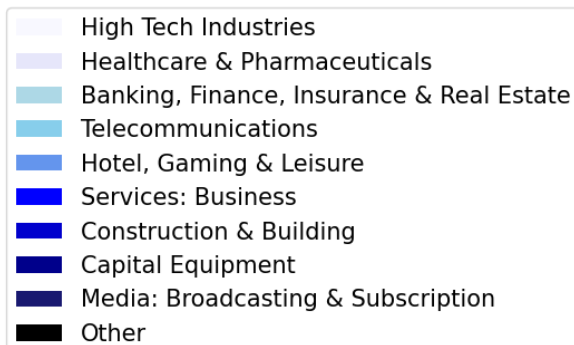 High Tech Industries
Healthcare & Pharmaceuticals
Banking, Finance, Insurance & Real Estate
Telecommunications
Hotel, Gaming & Leisure
Services: Business
Construction & Building
Capital Equipment
Media: Broadcasting & Subscription
Other